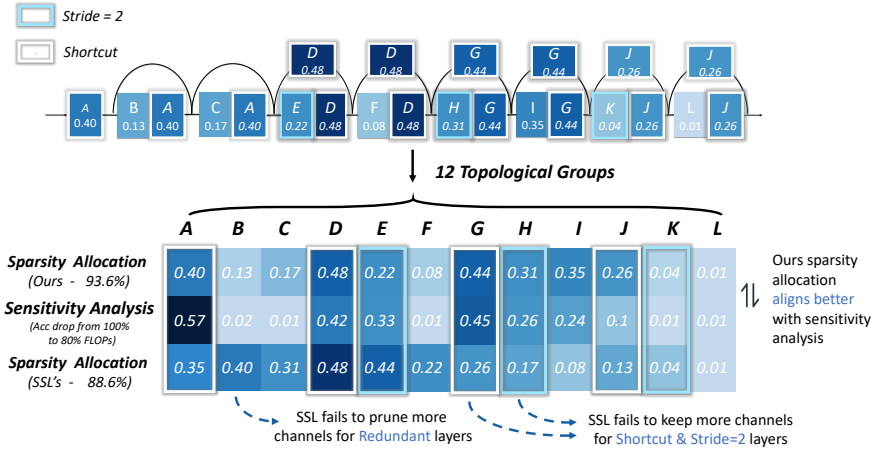 Stride = 2
Shortcut
D 0.48 D 0.48 G 0.44 G 0.44 J 0.26 J 0.26
A 0.40 B 0.13 A 0.40 C 0.17 A 0.40 E 0.22 D 0.48 F 0.08 D 0.48 H 0.31 G 0.44 I 0.35 G 0.44 K 0.04 J 0.26 L 0.01 J 0.26
12 Topological Groups
A B C D E F G H I J K L
Sparsity Allocation
(Ours - 93.6%)
0.40 0.13 0.17 0.48 0.22 0.08 0.44 0.31 0.35 0.26 0.04 0.01
Sensitivity Analysis
(Acc drop from 100%
to 80% FLOPs)
0.57 0.02 0.01 0.42 0.33 0.01 0.45 0.26 0.24 0.1 0.01 0.01
Sparsity Allocation
(SSL's - 88.6%)
0.35 0.40 0.31 0.48 0.44 0.22 0.26 0.17 0.08 0.13 0.04 0.01
Ours sparsity
allocation
aligns better
with sensitivity
analysis
SSL fails to prune more
channels for Redundant layers
SSL fails to keep more channels
for Shortcut & Stride=2 layers